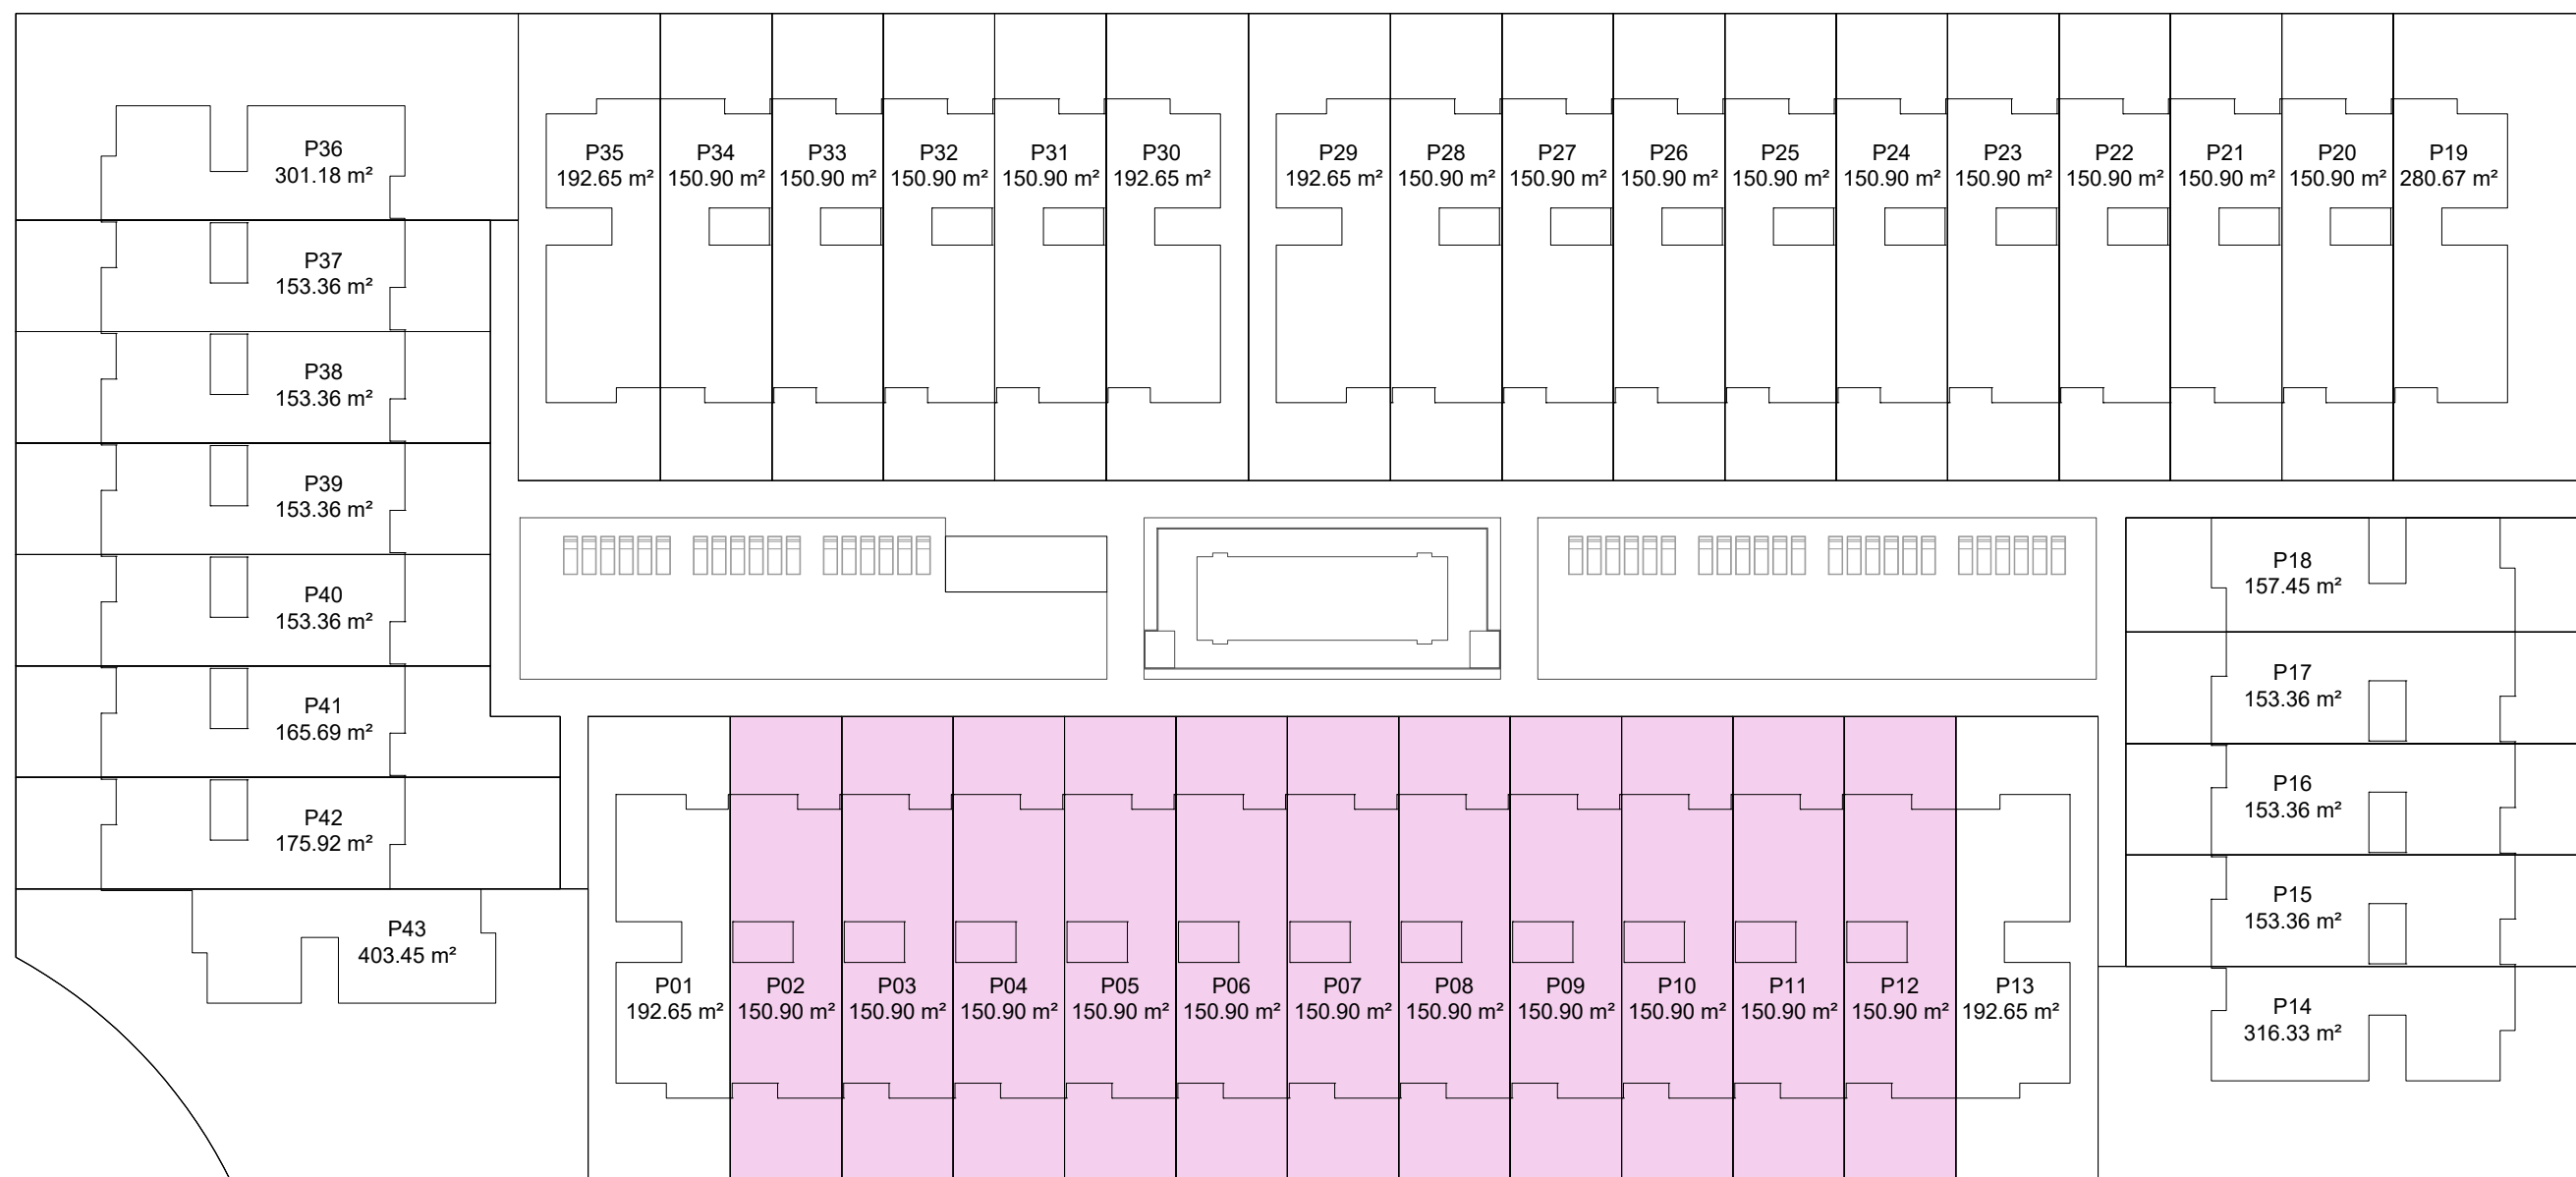 P36
301.18 m²
P35
192.65 m²
P34
150.90 m²
P33
150.90 m²
P32
150.90 m²
P31
150.90 m²
P30
192.65 m²
P29
192.65 m²
P28
150.90 m²
P27
150.90 m²
P26
150.90 m²
P25
150.90 m²
P24
150.90 m²
P23
150.90 m²
P22
150.90 m²
P21
150.90 m²
P20
150.90 m²
P19
280.67 m²
P37
153.36 m²
P38
153.36 m²
P39
153.36 m²
P40
153.36 m²
P41
165.69 m²
P42
175.92 m²
P43
403.45 m²
P18
157.45 m²
P17
153.36 m²
P16
153.36 m²
P15
153.36 m²
P14
316.33 m²
P01
192.65 m²
P02
150.90 m²
P03
150.90 m²
P04
150.90 m²
P05
150.90 m²
P06
150.90 m²
P07
150.90 m²
P08
150.90 m²
P09
150.90 m²
P10
150.90 m²
P11
150.90 m²
P12
150.90 m²
P13
192.65 m²